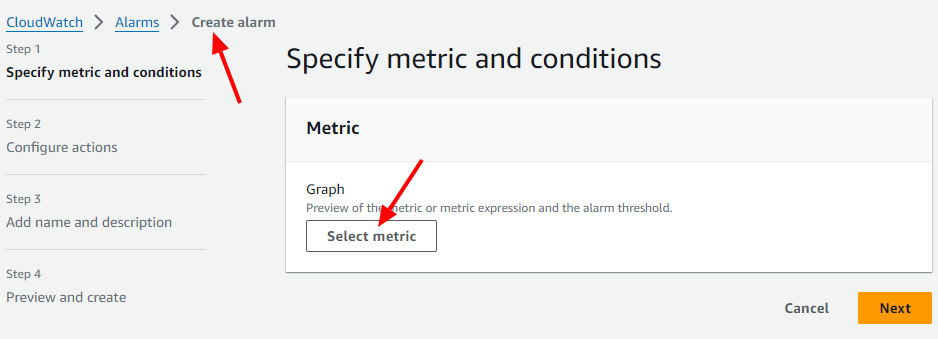 CloudWatch > Alarms > Create alarm
Step 1
Specify metric and conditions
Step 2
Configure actions
Step 3
Add name and description
Step 4
Preview and create
Specify metric and conditions
Metric
Graph
Preview of the metric or metric expression and the alarm threshold.
Select metric
Cancel
Next